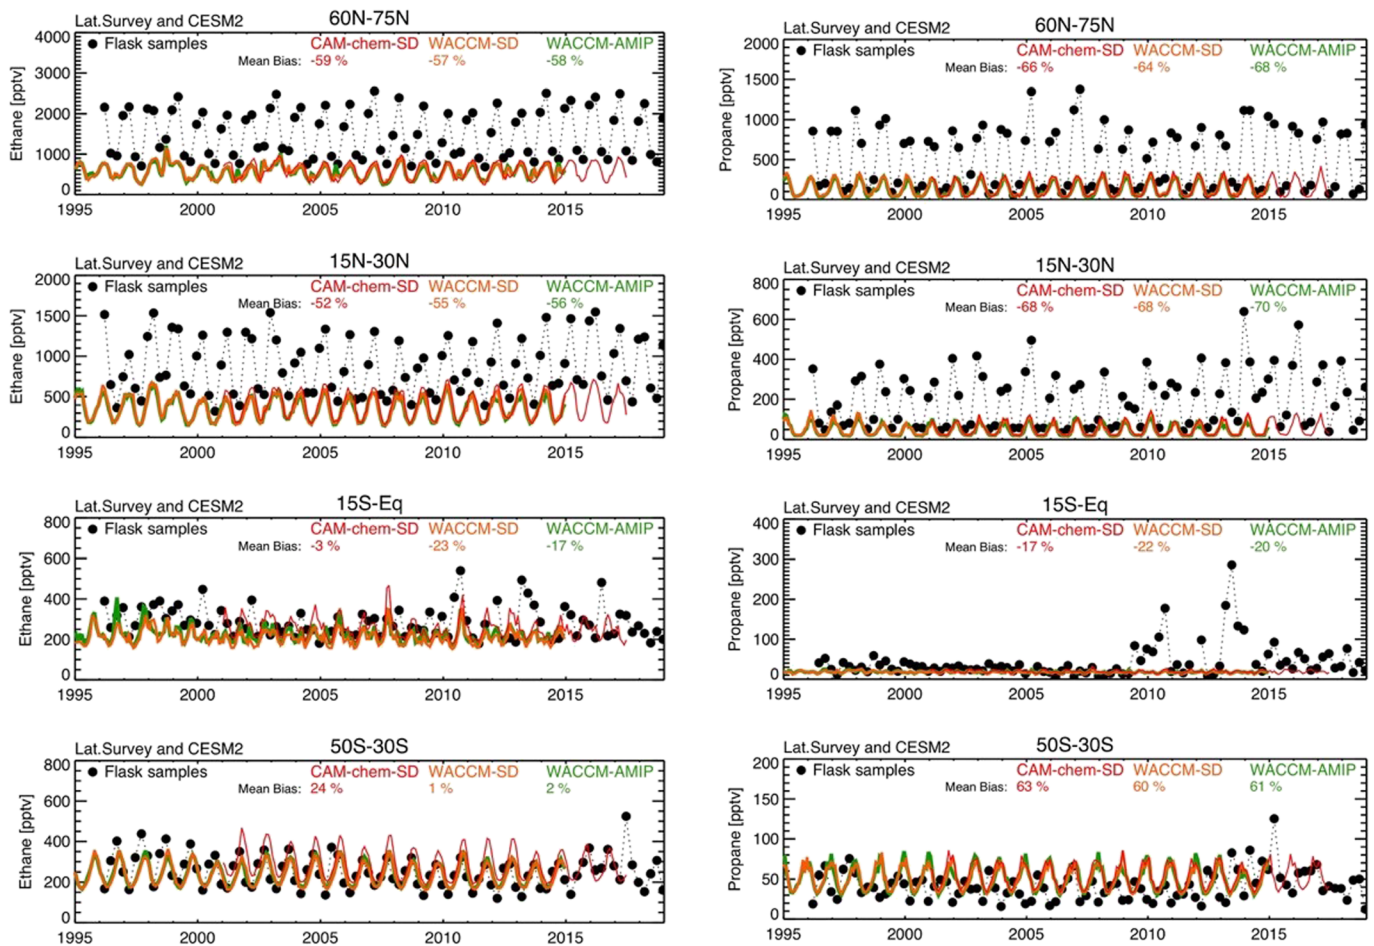 60N-75N
Lat.Survey and CESM2
Flask samples CAM-chem-SD WACCM-SD WACCM-AMIP
Mean Bias: -59 % -57 % -58 %
Ethane [pptv]
4000
3000
2000
1000
0
1995 2000 2005 2010 2015
60N-75N
Lat.Survey and CESM2
Flask samples CAM-chem-SD WACCM-SD WACCM-AMIP
Mean Bias: -66 % -64 % -68 %
Propane [pptv]
2000
1500
1000
500
0
1995 2000 2005 2010 2015
15N-30N
Lat.Survey and CESM2
Flask samples CAM-chem-SD WACCM-SD WACCM-AMIP
Mean Bias: -52 % -55 % -56 %
Ethane [pptv]
2000
1500
1000
500
0
1995 2000 2005 2010 2015
15N-30N
Lat.Survey and CESM2
Flask samples CAM-chem-SD WACCM-SD WACCM-AMIP
Mean Bias: -68 % -68 % -70 %
Propane [pptv]
800
600
400
200
0
1995 2000 2005 2010 2015
15S-Eq
Lat.Survey and CESM2
Flask samples CAM-chem-SD WACCM-SD WACCM-AMIP
Mean Bias: -3 % -23 % -17 %
Ethane [pptv]
800
600
400
200
0
1995 2000 2005 2010 2015
15S-Eq
Lat.Survey and CESM2
Flask samples CAM-chem-SD WACCM-SD WACCM-AMIP
Mean Bias: -17 % -22 % -20 %
Propane [pptv]
400
300
200
100
0
1995 2000 2005 2010 2015
50S-30S
Lat.Survey and CESM2
Flask samples CAM-chem-SD WACCM-SD WACCM-AMIP
Mean Bias: 24 % 1 % 2 %
Ethane [pptv]
800
600
400
200
0
1995 2000 2005 2010 2015
50S-30S
Lat.Survey and CESM2
Flask samples CAM-chem-SD WACCM-SD WACCM-AMIP
Mean Bias: 63 % 60 % 61 %
Propane [pptv]
200
150
100
50
0
1995 2000 2005 2010 2015